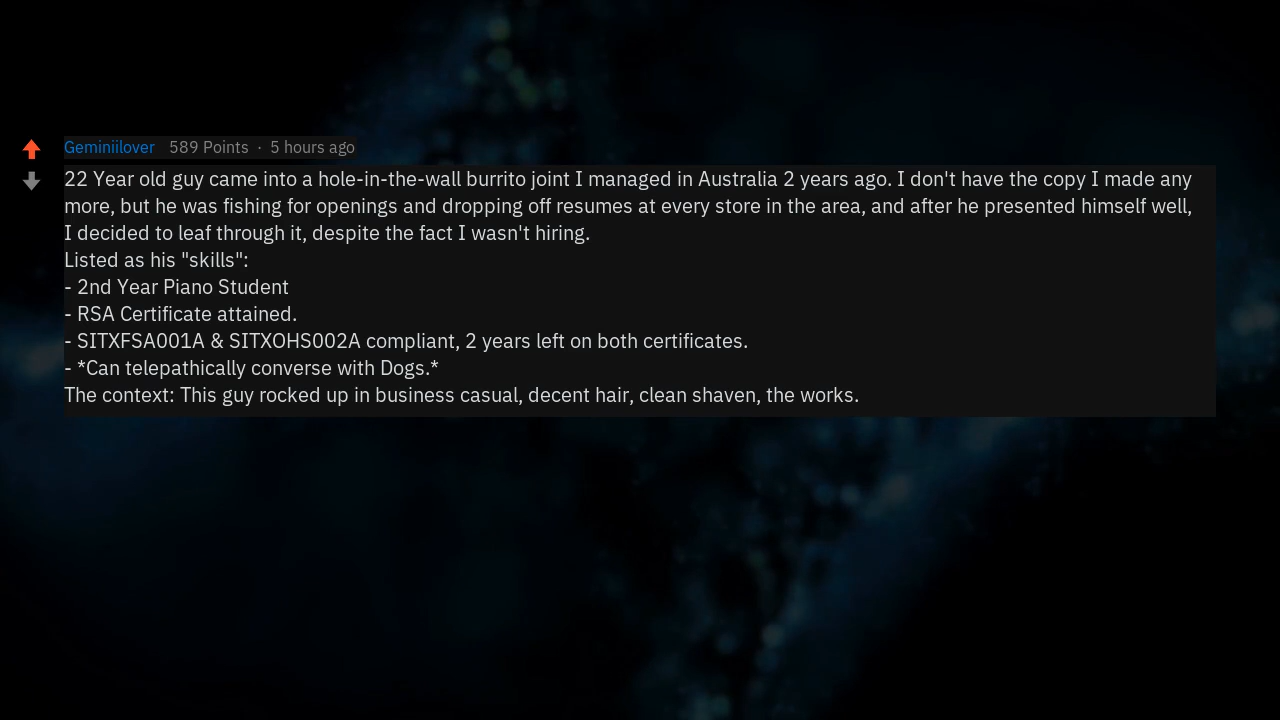 Geminiilover 589 Points · 5 hours ago
22 Year old guy came into a hole-in-the-wall burrito joint I managed in Australia 2 years ago. I don't have the copy I made any
more, but he was fishing for openings and dropping off resumes at every store in the area, and after he presented himself well,
I decided to leaf through it, despite the fact I wasn't hiring.
Listed as his "skills":
- 2nd Year Piano Student
- RSA Certificate attained.
- SITXFSA001A & SITXOHS002A compliant, 2 years left on both certificates.
- *Can telepathically converse with Dogs.*
The context: This guy rocked up in business casual, decent hair, clean shaven, the works.